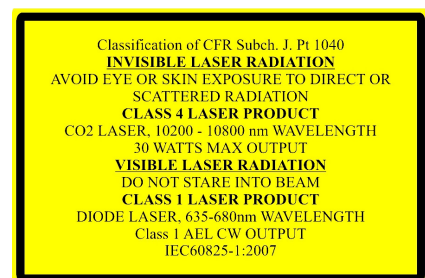 Classification of CFR Subch. J. Pt 1040
INVISIBLE LASER RADIATION
AVOID EYE OR SKIN EXPOSURE TO DIRECT OR
SCATTERED RADIATION
CLASS 4 LASER PRODUCT
CO2 LASER, 10200 - 10800 nm WAVELENGTH
30 WATTS MAX OUTPUT
VISIBLE LASER RADIATION
DO NOT STARE INTO BEAM
CLASS 1 LASER PRODUCT
DIODE LASER, 635-680nm WAVELENGTH
Class 1 AEL CW OUTPUT
IEC60825-1:2007